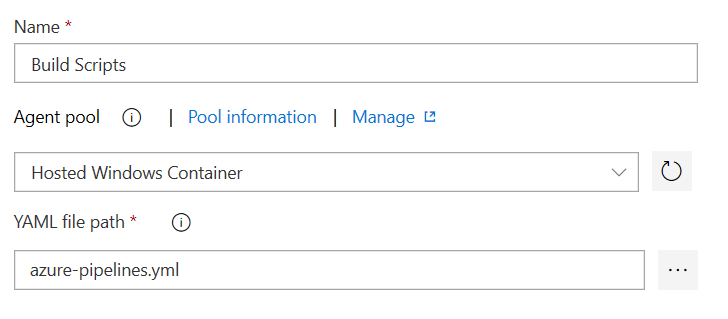 Name *
Build Scripts
Agent pool | Pool information | Manage
Hosted Windows Container
YAML file path *
azure-pipelines.yml
...